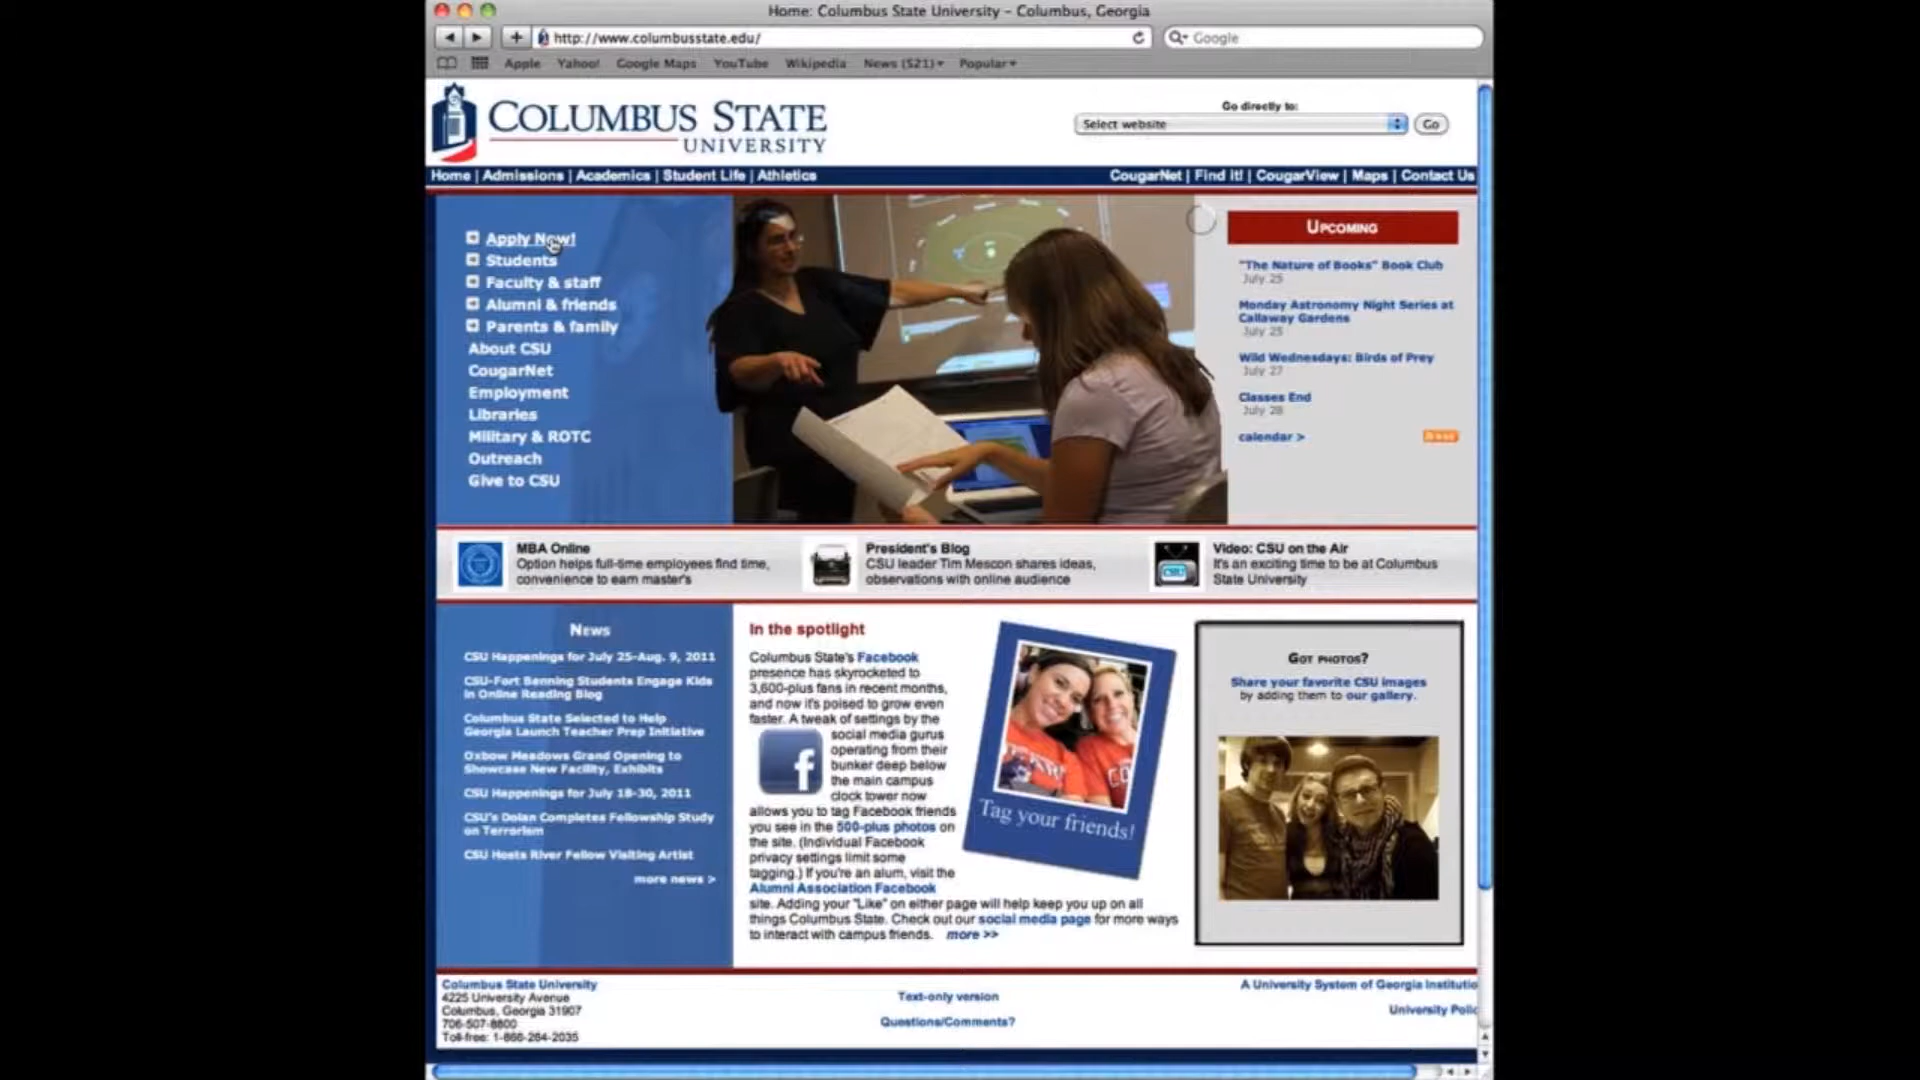 Home: Columbus State University – Columbus, Georgia
http://www.columbusstate.edu/
Google
Apple Yahoo! Google Maps YouTube Wikipedia News (521) Popular
COLUMBUS STATE
UNIVERSITY
Go directly to:
Select website
Go
Home | Admissions | Academics | Student Life | Athletics
CougarNet | Find It! | CougarView | Maps | Contact Us
Apply Now!
Students
Faculty & staff
Alumni & friends
Parents & family
About CSU
CougarNet
Employment
Libraries
Military & ROTC
Outreach
Give to CSU
UPCOMING
"The Nature of Books" Book Club
July 25
Monday Astronomy Night Series at
Callaway Gardens
July 25
Wild Wednesdays: Birds of Prey
July 27
Classes End
July 28
calendar >
MBA Online
Option helps full-time employees find time,
convenience to earn master's
President's Blog
CSU leader Tim Mescon shares ideas,
observations with online audience
CSU
Video: CSU on the Air
It's an exciting time to be at Columbus
State University
NEWS
CSU Happenings for July 25-Aug. 9, 2011
CSU-Fort Benning Students Engage Kids
in Online Reading Blog
Columbus State Selected to Help
Georgia Launch Teacher Prep Initiative
Oxbow Meadows Grand Opening to
Showcase New Facility, Exhibits
CSU Happenings for July 18-30, 2011
CSU's Dolan Completes Fellowship Study
on Terrorism
CSU Hosts River Fellow Visiting Artist
more news >
In the spotlight
Columbus State's Facebook
presence has skyrocketed to
3,600-plus fans in recent months,
and now it's poised to grow even
faster. A tweak of settings by the
social media gurus
operating from their
bunker deep below
the main campus
clock tower now
allows you to tag Facebook friends
you see in the 500-plus photos on
the site. (Individual Facebook
privacy settings limit some
tagging.) If you're an alum, visit the
Alumni Association Facebook
site. Adding your "Like" on either page will help keep you up on all
things Columbus State. Check out our social media page for more ways
to interact with campus friends. more >>
f
Tag your friends!
GOT PHOTOS?
Share your favorite CSU images
by adding them to our gallery.
Columbus State University
4225 University Avenue
Columbus, Georgia 31907
706-507-8800
Toll-free: 1-866-264-2035
Text-only version
Questions/Comments?
A University System of Georgia Institutio
University Polic